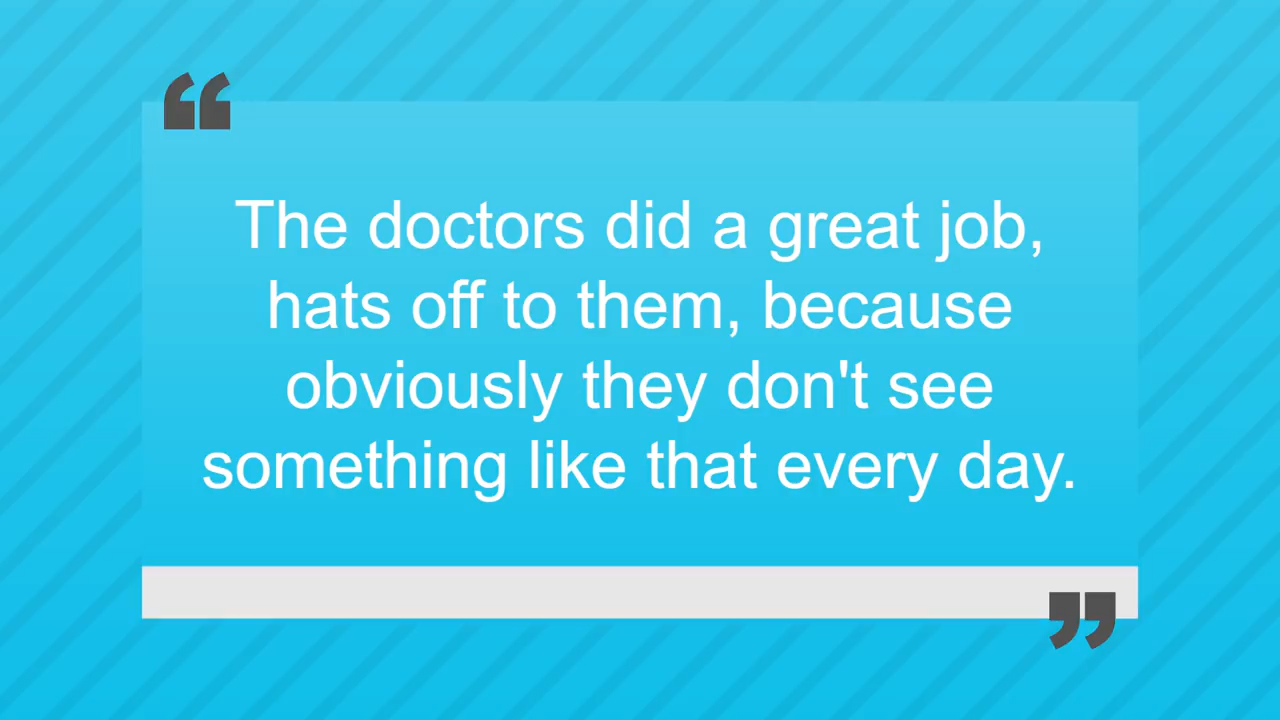 “
The doctors did a great job,
hats off to them, because
obviously they don't see
something like that every day.
”